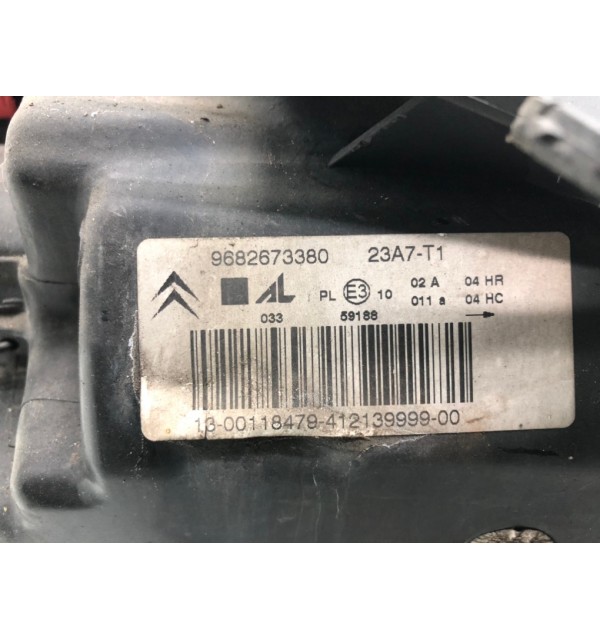 9682673380 23A7-T1
AL PL E3 10 02 A 04 HR
011 a 04 HC
033 59188
13-00118479-412139999-00